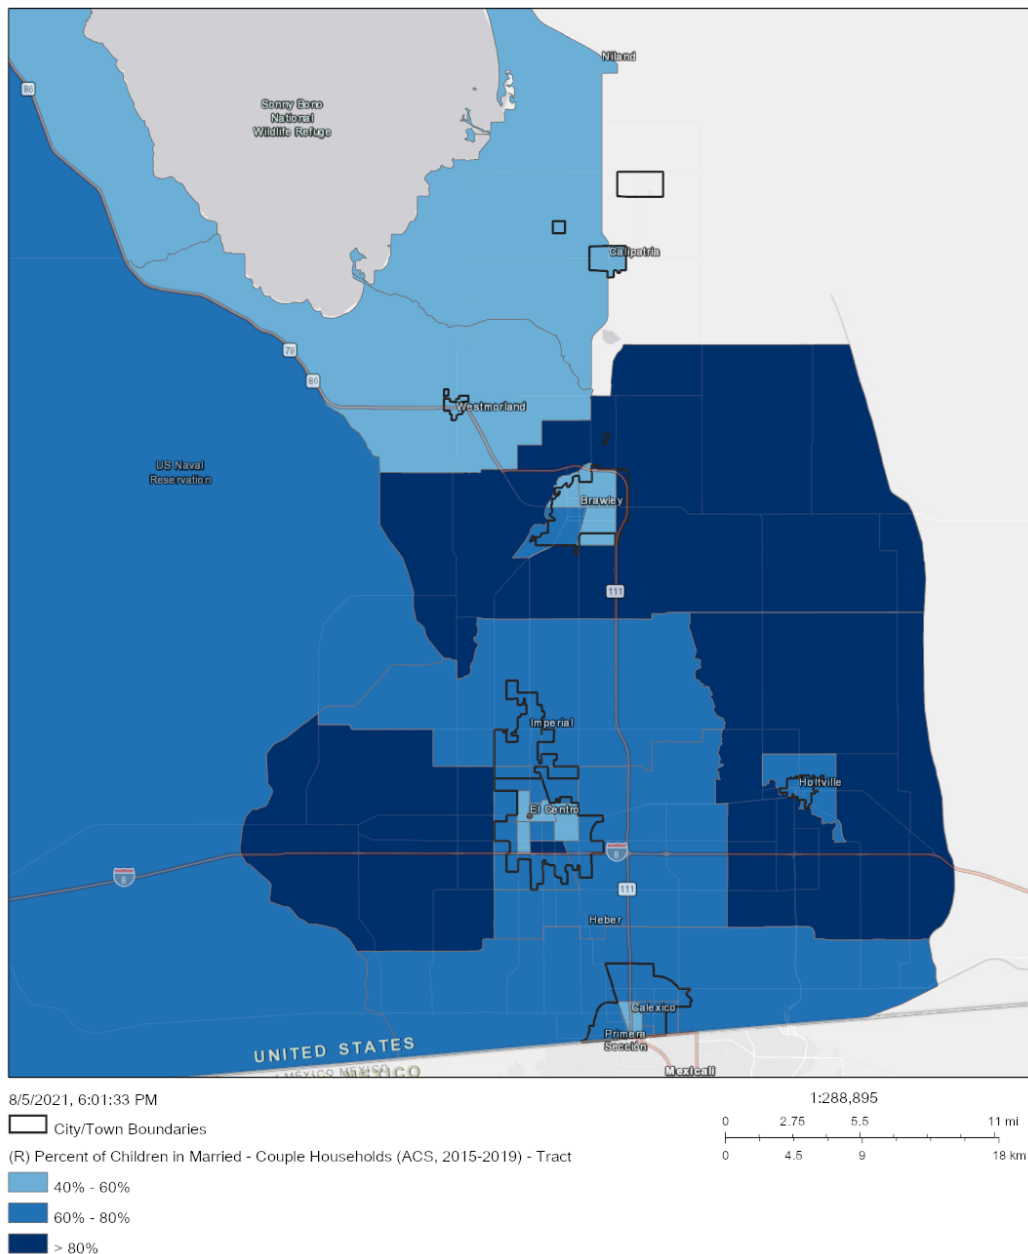 Niland
86
Sonny Bono
National
Wildlife Refuge
Calipatria
78
86
Westmorland
US Naval
Reservation
Brawley
111
Imperial
Holtville
El Centro
8
8
111
Heber
Calexico
Primera
Sección
UNITED STATES
MÉXICO
Mexicali
8/5/2021, 6:01:33 PM
1:288,895
City/Town Boundaries
0 2.75 5.5 11 mi
0 4.5 9 18 km
(R) Percent of Children in Married - Couple Households (ACS, 2015-2019) - Tract
40% - 60%
60% - 80%
> 80%